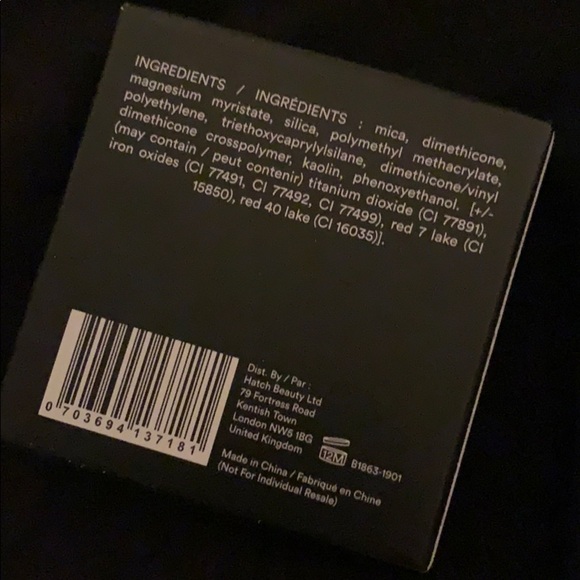 INGREDIENTS / INGRÉDIENTS : mica, dimethicone,
magnesium myristate, silica, polymethyl methacrylate,
polyethylene, triethoxycaprylylsilane, dimethicone/vinyl
dimethicone crosspolymer, kaolin, phenoxyethanol. [+/-
(may contain / peut contenir) titanium dioxide (CI 77891),
iron oxides (CI 77491, CI 77492, CI 77499), red 7 lake (CI
15850), red 40 lake (CI 16035)].
Dist. By / Par :
Hatch Beauty Ltd
79 Fortress Road
Kentish Town
London NW5 1BG
United Kingdom
12M B1863-1901
Made in China / Fabriqué en Chine
(Not For Individual Resale)
0 703694 137181